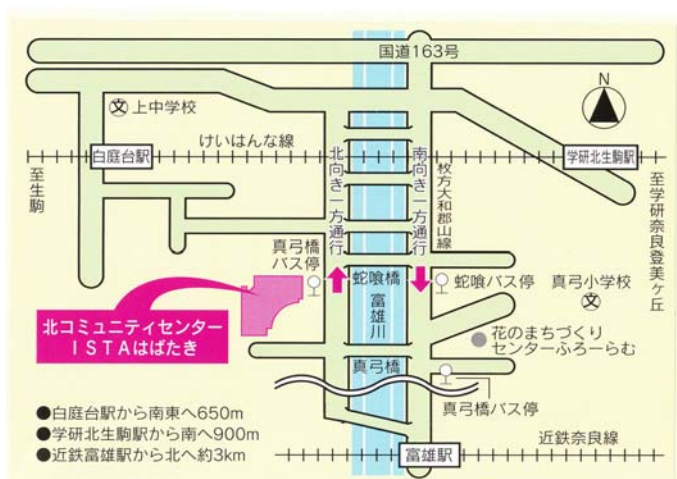 国道163号
N
上中学校
けいはんな線
白庭台駅
学研北生駒駅
至生駒
北向き一方通行
南向き一方通行
枚方大和郡山線
至学研奈良登美ヶ丘
真弓橋
バス停
蛇喰橋
蛇喰バス停
真弓小学校
文
文
富雄川
北コミュニティセンター
ISTAはばたき
花のまちづくり
センターふろーらむ
真弓橋
真弓橋バス停
●白庭台駅から南東へ650m
●学研北生駒駅から南へ900m
●近鉄富雄駅から北へ約3km
近鉄奈良線
富雄駅